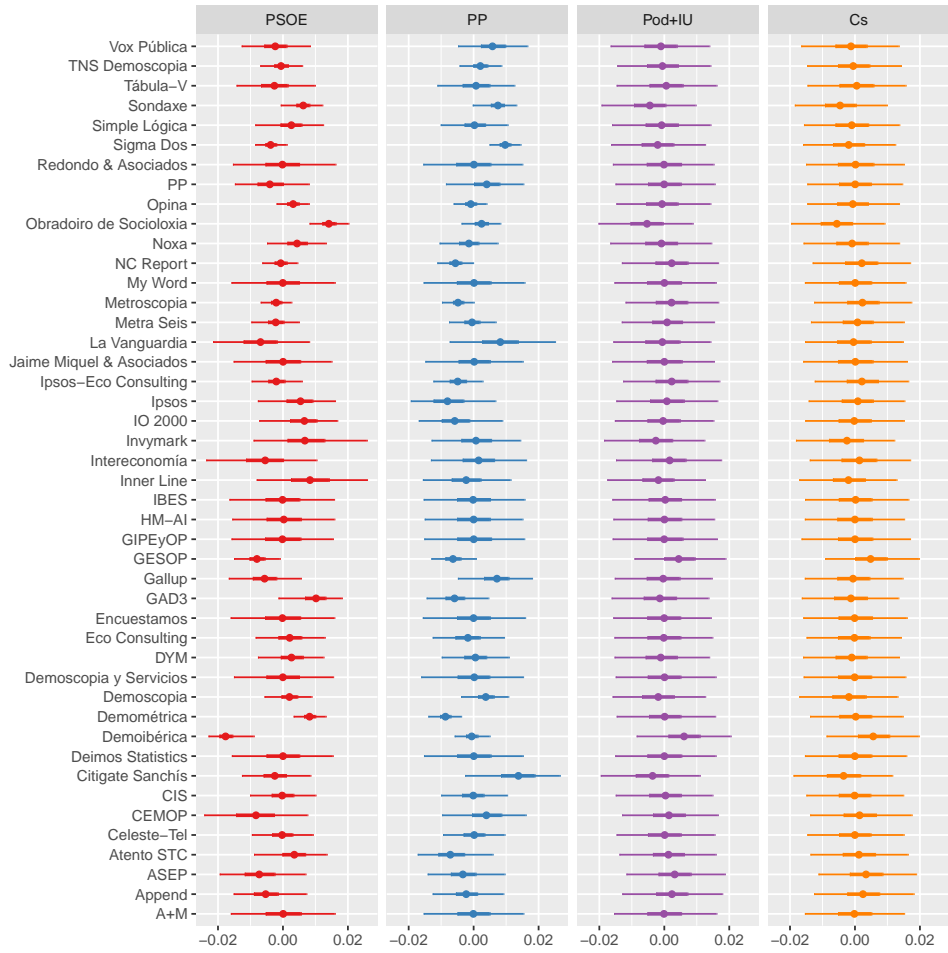 PSOE PP Pod+IU Cs
Vox Pública
TNS Demoscopia
Tábula−V
Sondaxe
Simple Lógica
Sigma Dos
Redondo & Asociados
PP
Opina
Obradoiro de Socioloxia
Noxa
NC Report
My Word
Metroscopia
Metra Seis
La Vanguardia
Jaime Miquel & Asociados
Ipsos−Eco Consulting
Ipsos
IO 2000
Invymark
Intereconomía
Inner Line
IBES
HM−AI
GIPEyOP
GESOP
Gallup
GAD3
Encuestamos
Eco Consulting
DYM
Demoscopia y Servicios
Demoscopia
Demométrica
Demoibérica
Deimos Statistics
Citigate Sanchís
CIS
CEMOP
Celeste−Tel
Atento STC
ASEP
Append
A+M
−0.02 0.00 0.02 −0.02 0.00 0.02 −0.02 0.00 0.02 −0.02 0.00 0.02